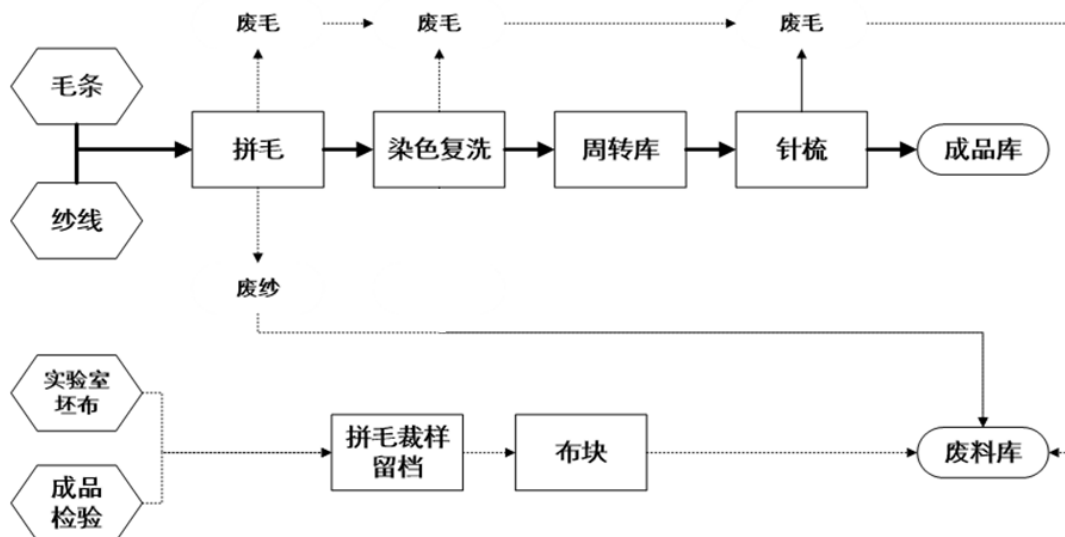 废毛
废毛
废毛
毛条
拼毛
染色复洗
周转库
针梳
成品库
纱线
废纱
实验室
坯布
拼毛裁样
留档
布块
废料库
成品
检验